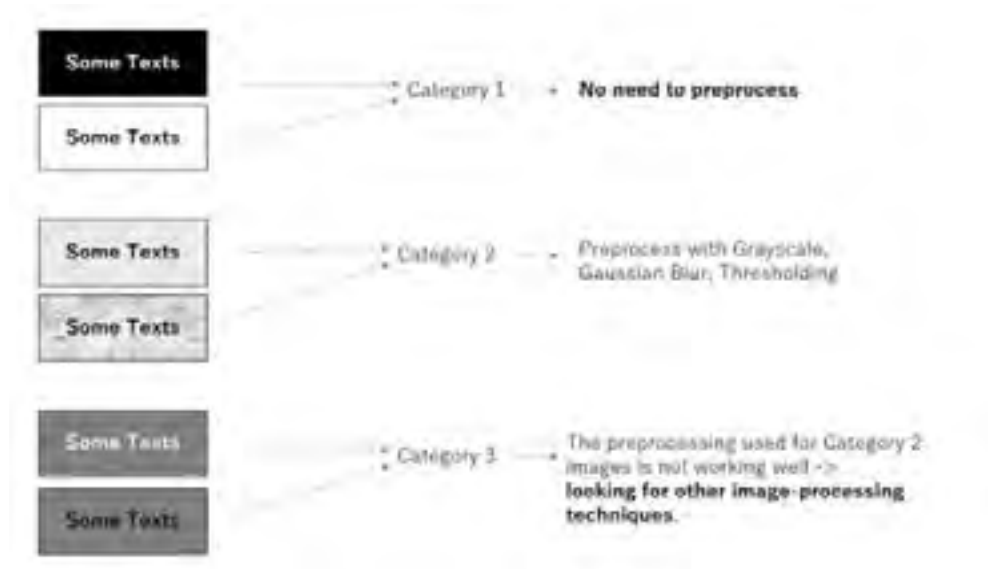 Some Texts
Category 1
No need to preprocess
Some Texts
Some Texts
Category 2
Preprocess with Grayscale,
Gaussian Blur, Thresholding
Some Texts
Some Texts
Category 3
The preprocessing used for Category 2
images is not working well ->
looking for other image-processing
techniques.
Some Texts